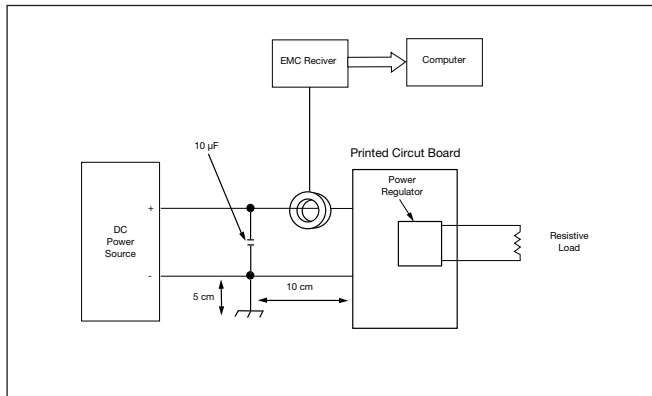 EMC Reciver
Computer
10 µF
Printed Circut Board
Power
Regulator
+
DC
Power
Source
-
Resistive
Load
5 cm
10 cm